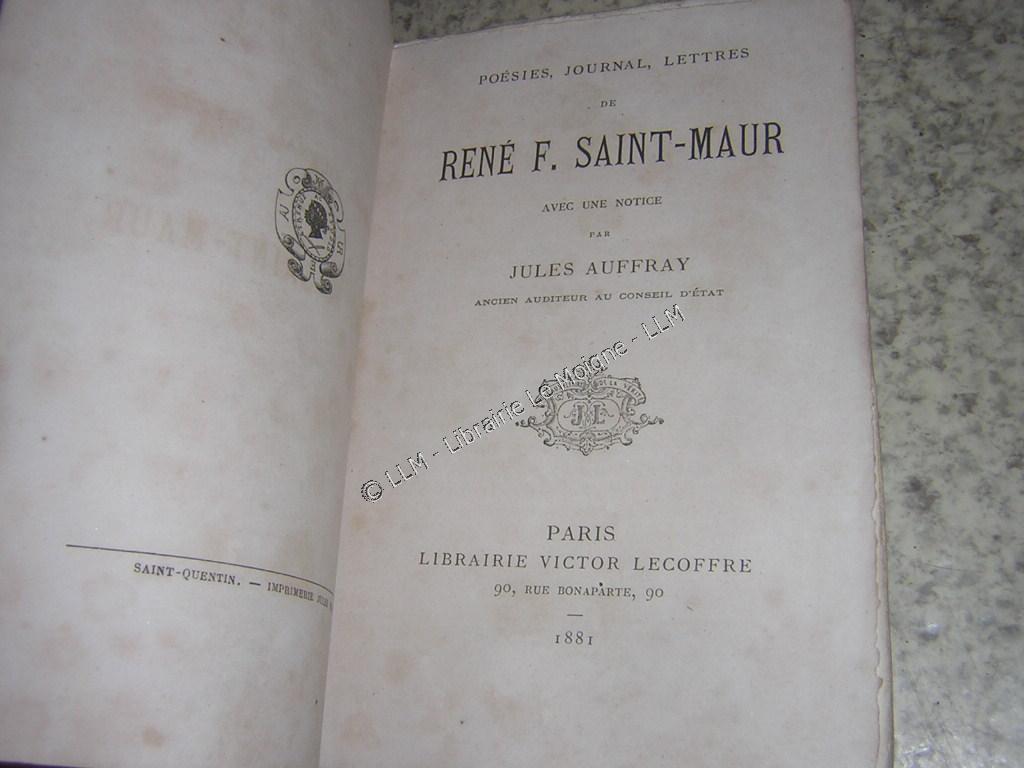 SAINT-QUENTIN. — IMPRIMERIE JULES
POÉSIES, JOURNAL, LETTRES
DE
RENÉ F. SAINT-MAUR
AVEC UNE NOTICE
PAR
JULES AUFFRAY
ANCIEN AUDITEUR AU CONSEIL D'ÉTAT
© LLM - Librairie Le Moigne - LLM
J L
PARIS
LIBRAIRIE VICTOR LECOFFRE
90, RUE BONAPARTE, 90
1881